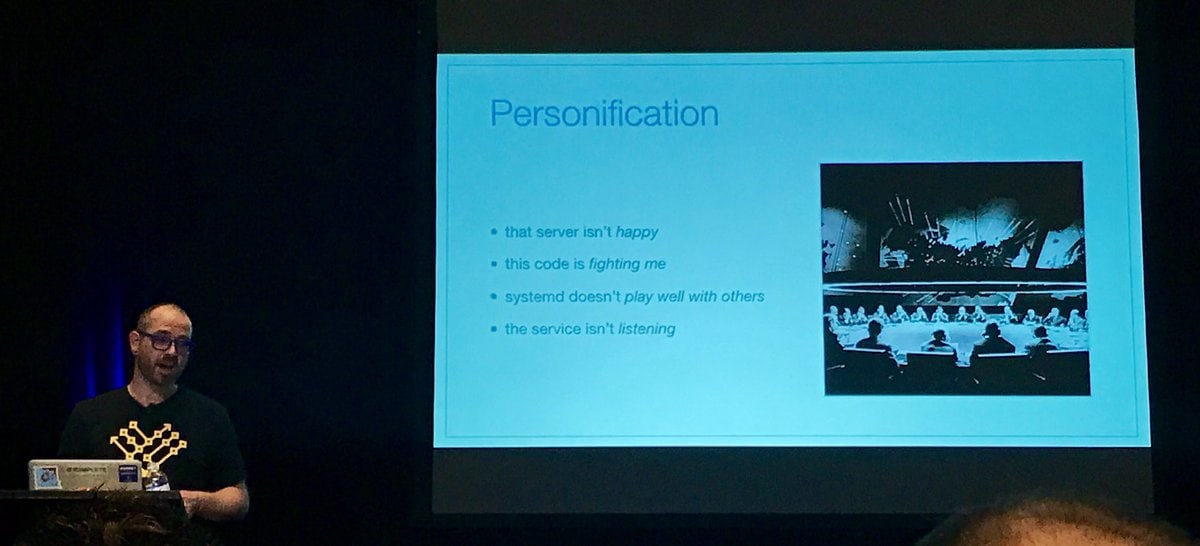 Personification
• that server isn't happy
• this code is fighting me
• systemd doesn't play well with others
• the service isn't listening